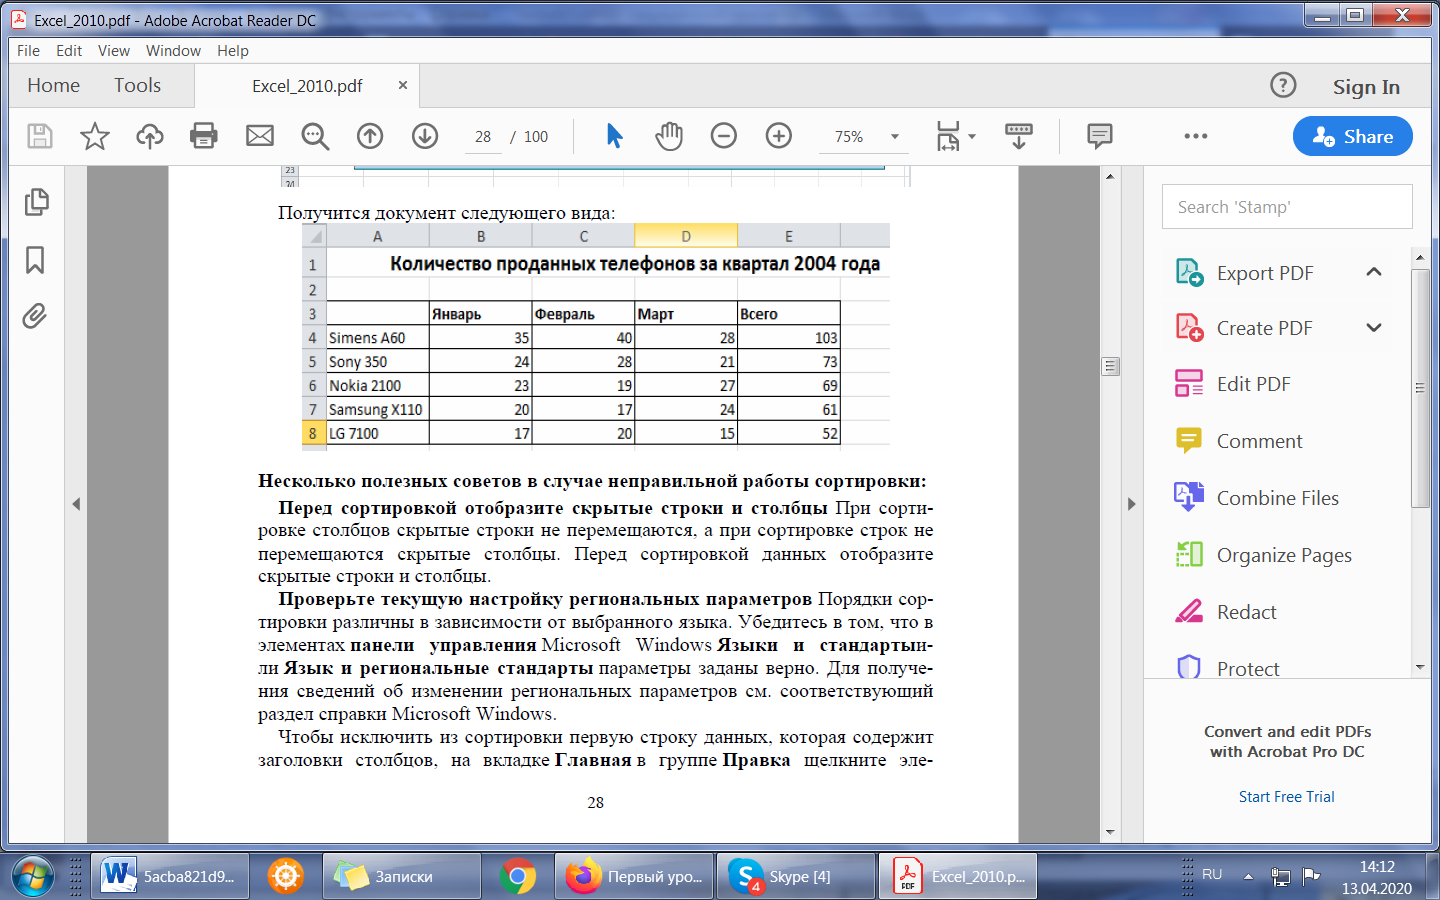 Excel_2010.pdf - Adobe Acrobat Reader DC
File Edit View Window Help
Home Tools Excel_2010.pdf × Sign In
28 / 100 75% Share
23
24
Получится документ следующего вида:
A B C D E
1 Количество проданных телефонов за квартал 2004 года
2
3 Январь Февраль Март Всего
4 Simens A60 35 40 28 103
5 Sony 350 24 28 21 73
6 Nokia 2100 23 19 27 69
7 Samsung X110 20 17 24 61
8 LG 7100 17 20 15 52
Несколько полезных советов в случае неправильной работы сортировки:
Перед сортировкой отобразите скрытые строки и столбцы При сорти-
ровке столбцов скрытые строки не перемещаются, а при сортировке строк не
перемещаются скрытые столбцы. Перед сортировкой данных отобразите
скрытые строки и столбцы.
Проверьте текущую настройку региональных параметров Порядки сор-
тировки различны в зависимости от выбранного языка. Убедитесь в том, что в
элементах панели управления Microsoft Windows Языки и стандартыи-
ли Язык и региональные стандарты параметры заданы верно. Для получе-
ния сведений об изменении региональных параметров см. соответствующий
раздел справки Microsoft Windows.
Чтобы исключить из сортировки первую строку данных, которая содержит
заголовки столбцов, на вкладке Главная в группе Правка щелкните эле-
28
Search 'Stamp'
Export PDF
Create PDF
Edit PDF
Comment
Combine Files
Organize Pages
Redact
Protect
Convert and edit PDFs
with Acrobat Pro DC
Start Free Trial
5acba821d9... Записки Первый уро... Skype [4] Excel_2010.p... RU 14:12
13.04.2020